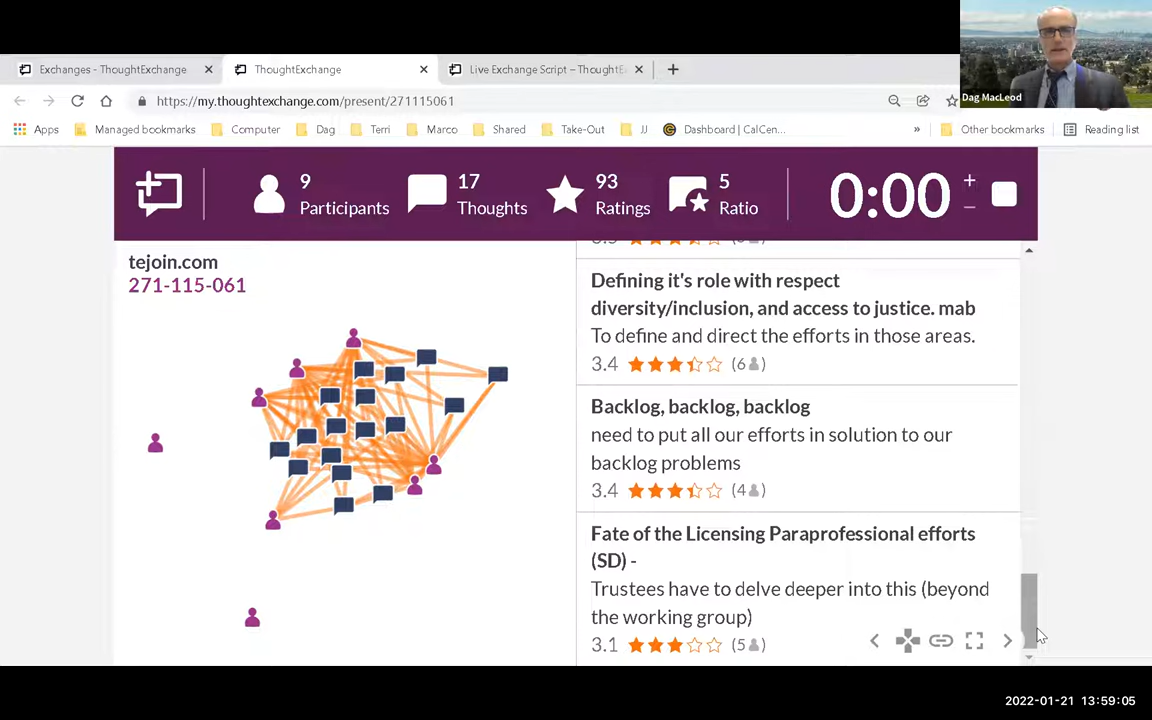 Exchanges - ThoughtExchange
ThoughtExchange
Live Exchange Script – ThoughtE
Dag MacLeod
https://my.thoughtexchange.com/present/271115061
Apps
Managed bookmarks
Computer
Dag
Terri
Marco
Shared
Take-Out
JJ
Dashboard | CalCen...
»
Other bookmarks
Reading list
9
Participants
17
Thoughts
93
Ratings
5
Ratio
0:00
tejoin.com
271-115-061
Defining it's role with respect
diversity/inclusion, and access to justice. mab
To define and direct the efforts in those areas.
3.4 (6)
Backlog, backlog, backlog
need to put all our efforts in solution to our
backlog problems
3.4 (4)
Fate of the Licensing Paraprofessional efforts
(SD) -
Trustees have to delve deeper into this (beyond
the working group)
3.1 (5)
2022-01-21 13:59:05